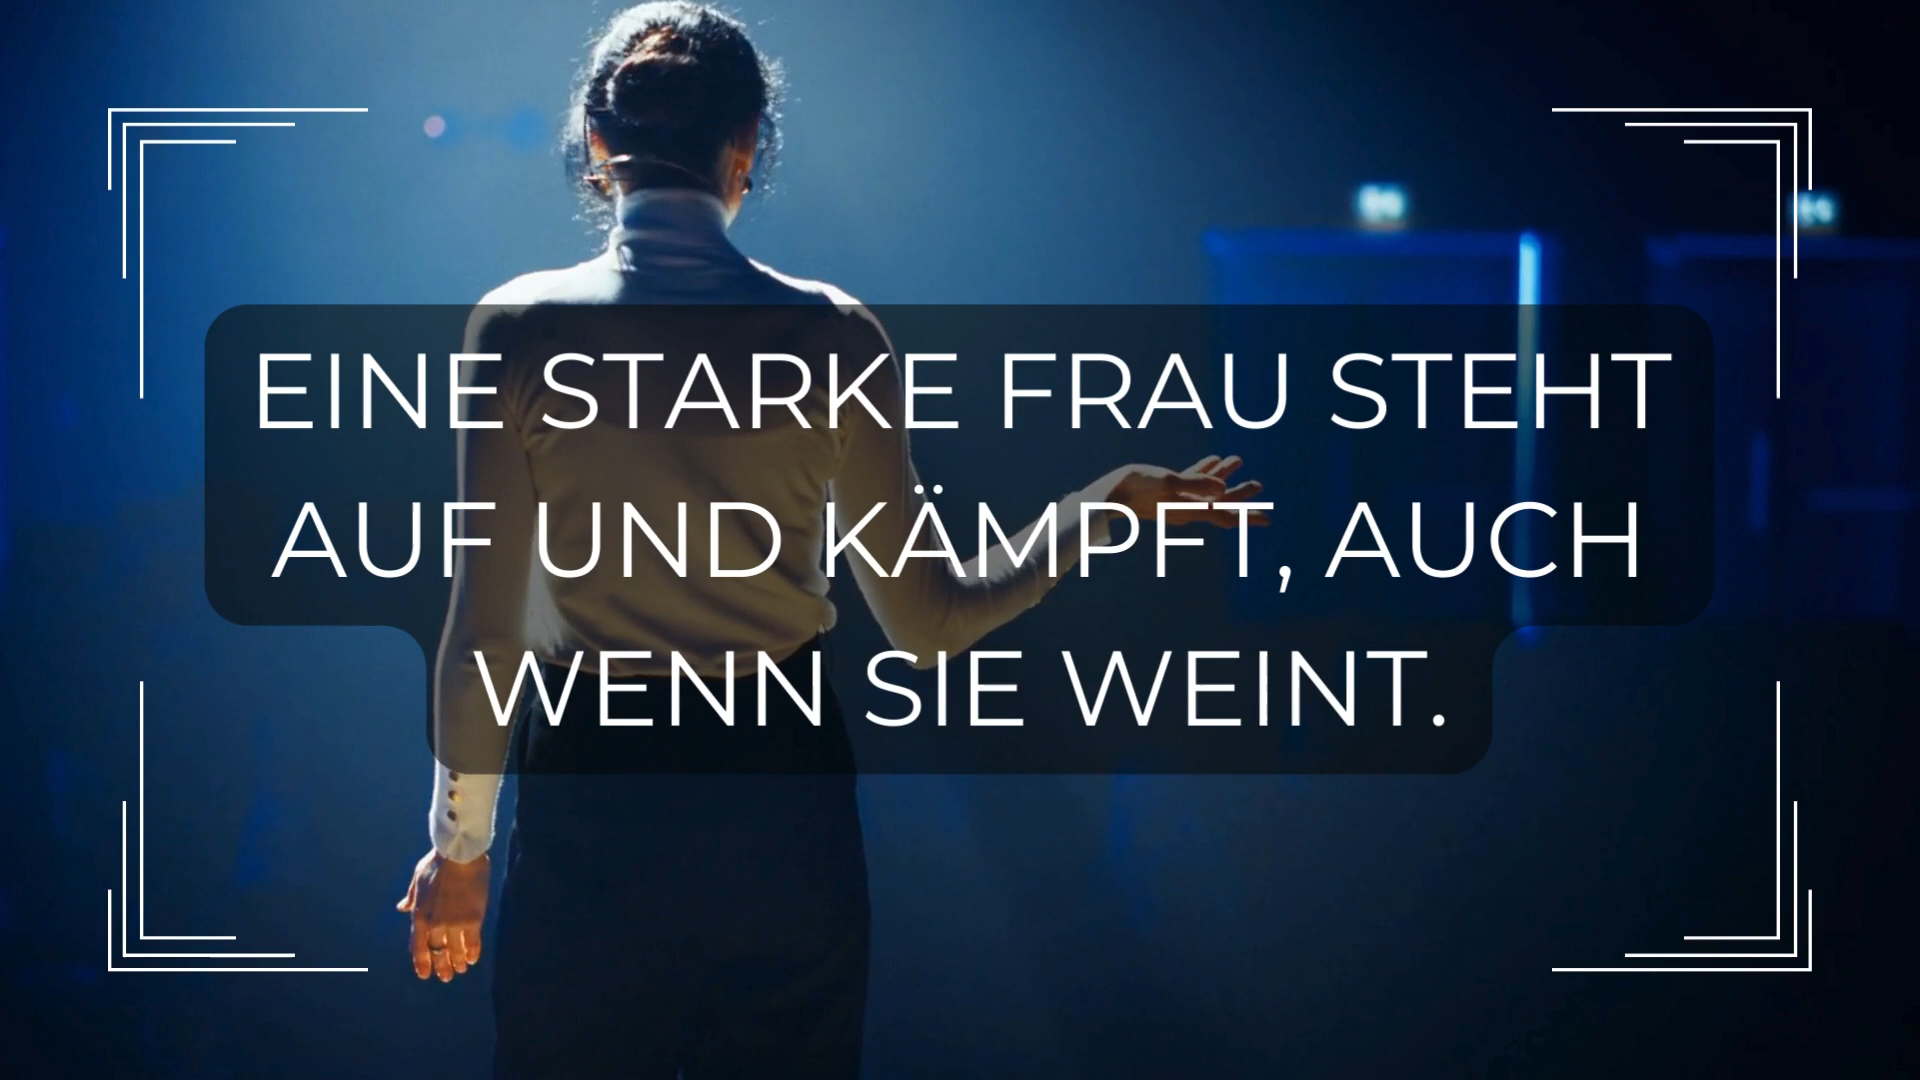 EINE STARKE FRAU STEHT
AUF UND KÄMPFT, AUCH
WENN SIE WEINT.